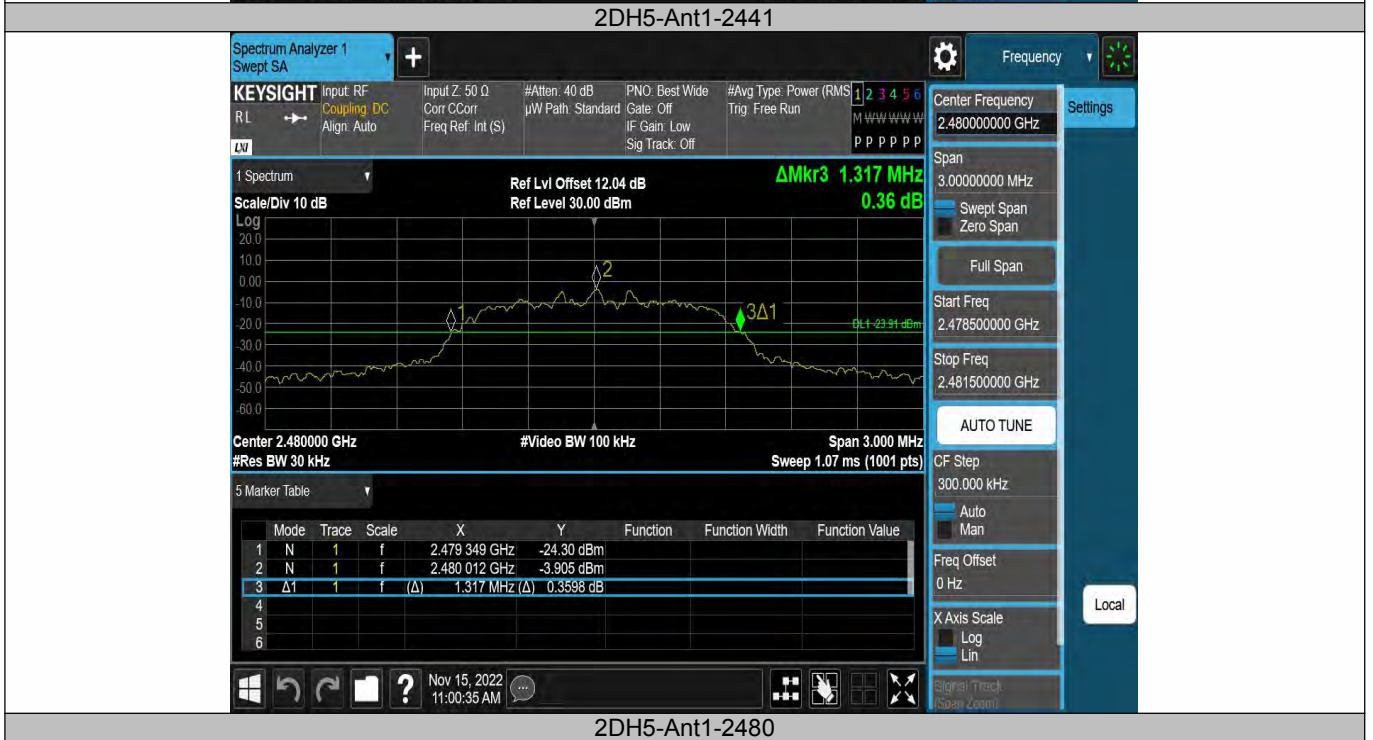 2DH5-Ant1-2441
Spectrum Analyzer 1
Swept SA
+
Frequency
KEYSIGHT
RL
LXI
Input: RF
Coupling: DC
Align: Auto
Input Z: 50 Ω
Corr CCorr
Freq Ref: Int (S)
#Atten: 40 dB
µW Path: Standard
PNO: Best Wide
Gate: Off
IF Gain: Low
Sig Track: Off
#Avg Type: Power (RMS
Trig: Free Run
1 2 3 4 5 6
M W W W W W
P P P P P P
Center Frequency
2.480000000 GHz
Settings
Span
3.00000000 MHz
Swept Span
Zero Span
Full Span
Start Freq
2.478500000 GHz
Stop Freq
2.481500000 GHz
AUTO TUNE
CF Step
300.000 kHz
Auto
Man
Freq Offset
0 Hz
X Axis Scale
Log
Lin
Signal Track
(Span Zoom)
Local
1 Spectrum
Scale/Div 10 dB
Ref Lvl Offset 12.04 dB
Ref Level 30.00 dBm
ΔMkr3 1.317 MHz
0.36 dB
Log
20.0
10.0
0.00
-10.0
-20.0
-30.0
-40.0
-50.0
-60.0
1
2
3Δ1
DL1 -23.91 dBm
Center 2.480000 GHz
#Res BW 30 kHz
#Video BW 100 kHz
Span 3.000 MHz
Sweep 1.07 ms (1001 pts)
5 Marker Table
Mode Trace Scale X Y Function Function Width Function Value
1 N 1 f 2.479 349 GHz -24.30 dBm
2 N 1 f 2.480 012 GHz -3.905 dBm
3 Δ1 1 f (Δ) 1.317 MHz (Δ) 0.3598 dB
4
5
6
?
Nov 15, 2022
11:00:35 AM
2DH5-Ant1-2480